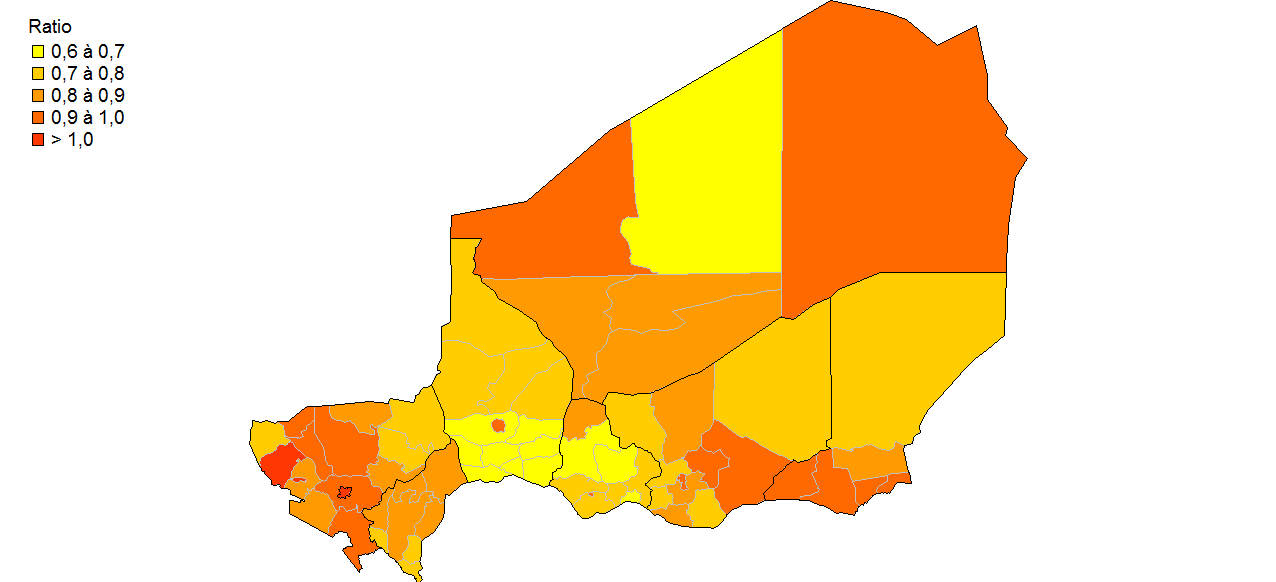 Ratio
0,6 à 0,7
0,7 à 0,8
0,8 à 0,9
0,9 à 1,0
> 1,0